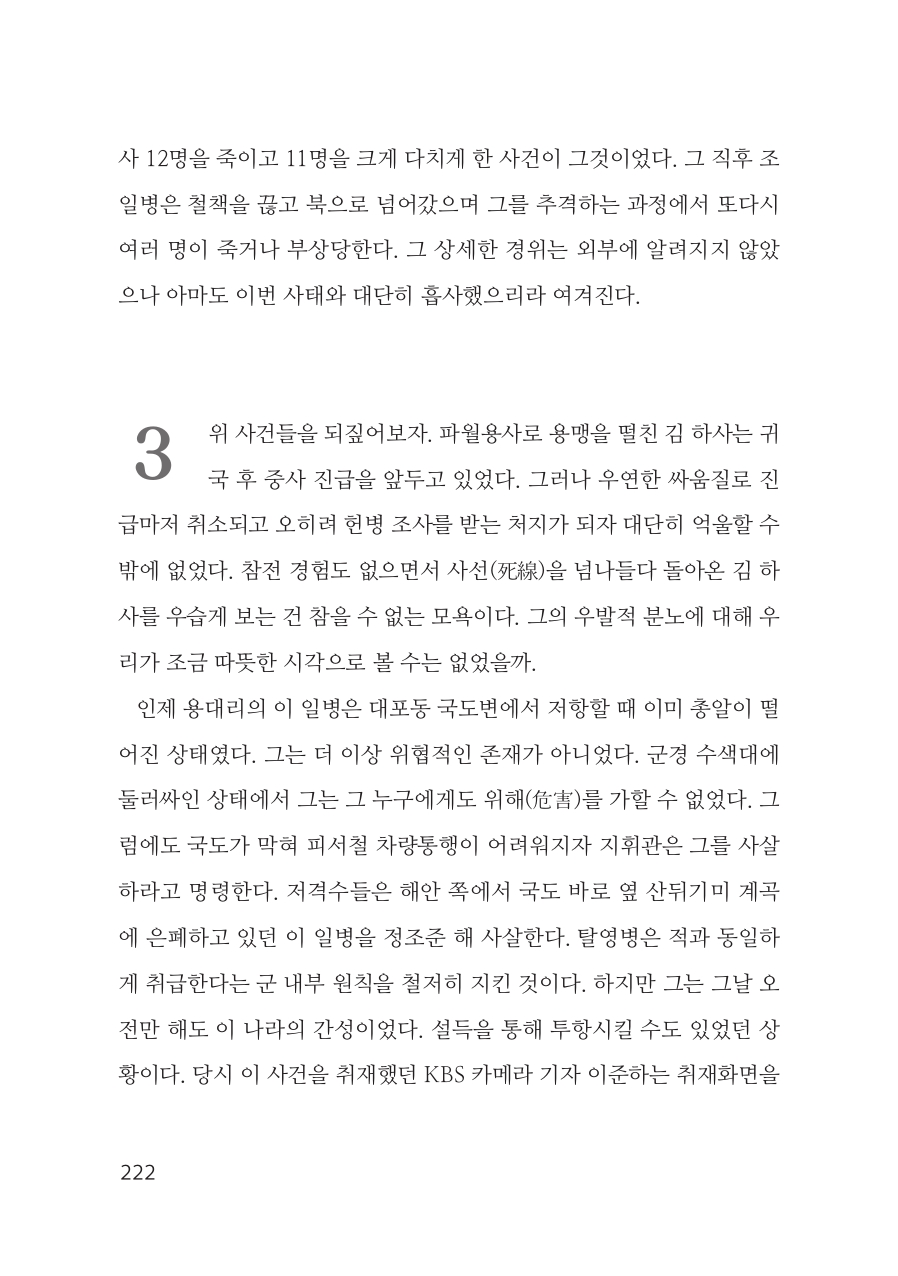 사 12명을 죽이고 11명을 크게 다치게 한 사건이 그것이었다. 그 직후 조
일병은 철책을 끊고 북으로 넘어갔으며 그를 추격하는 과정에서 또다시
여러 명이 죽거나 부상당한다. 그 상세한 경위는 외부에 알려지지 않았
으나 아마도 이번 사태와 대단히 흡사했으리라 여겨진다.
3
위 사건들을 되짚어보자. 파월용사로 용맹을 떨친 김 하사는 귀
국 후 중사 진급을 앞두고 있었다. 그러나 우연한 싸움질로 진
급마저 취소되고 오히려 헌병 조사를 받는 처지가 되자 대단히 억울할 수
밖에 없었다. 참전 경험도 없으면서 사선(死線)을 넘나들다 돌아온 김 하
사를 우습게 보는 건 참을 수 없는 모욕이다. 그의 우발적 분노에 대해 우
리가 조금 따뜻한 시각으로 볼 수는 없었을까.
인제 용대리의 이 일병은 대포동 국도변에서 저항할 때 이미 총알이 떨
어진 상태였다. 그는 더 이상 위협적인 존재가 아니었다. 군경 수색대에
둘러싸인 상태에서 그는 그 누구에게도 위해(危害)를 가할 수 없었다. 그
럼에도 국도가 막혀 피서철 차량통행이 어려워지자 지휘관은 그를 사살
하라고 명령한다. 저격수들은 해안 쪽에서 국도 바로 옆 산뒤기미 계곡
에 은폐하고 있던 이 일병을 정조준 해 사살한다. 탈영병은 적과 동일하
게 취급한다는 군 내부 원칙을 철저히 지킨 것이다. 하지만 그는 그날 오
전만 해도 이 나라의 간성이었다. 설득을 통해 투항시킬 수도 있었던 상
황이다. 당시 이 사건을 취재했던 KBS 카메라 기자 이준하는 취재화면을
222